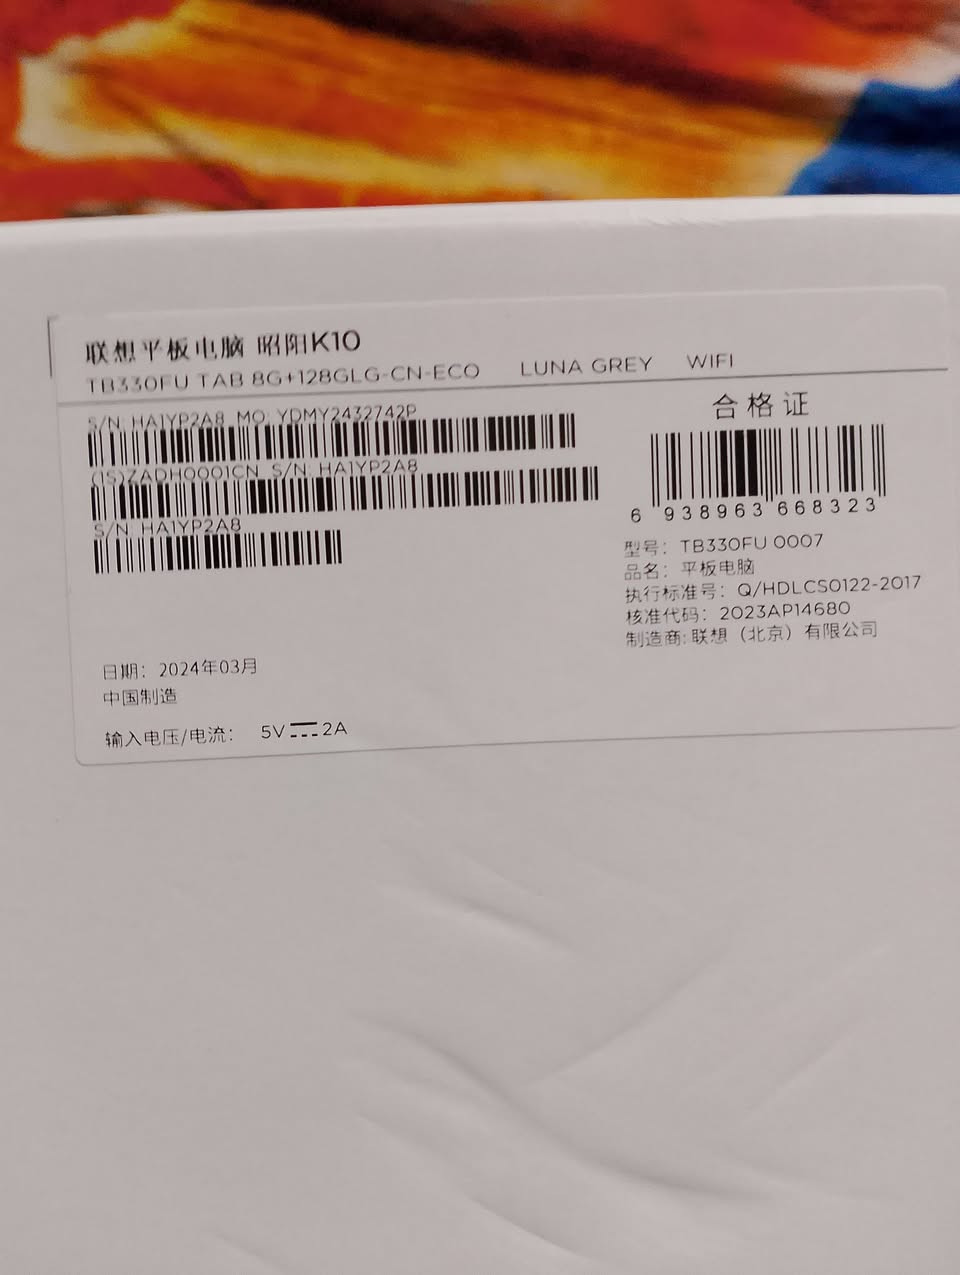 联想平板电脑 昭阳K10
TB330FU TAB 8G+128GLG-CN-ECO LUNA GREY WIFI
S/N: HA1YP2A8 MO: YDMY2432742P
(1S)ZADH0001CN S/N: HA1YP2A8
S/N: HA1YP2A8
日期：2024年03月
中国制造
输入电压/电流： 5V⎓2A
合格证
6 938963 668323
型号：TB330FU 0007
品名：平板电脑
执行标准号：Q/HDLCS0122-2017
核准代码：2023AP14680
制造商: 联想（北京）有限公司